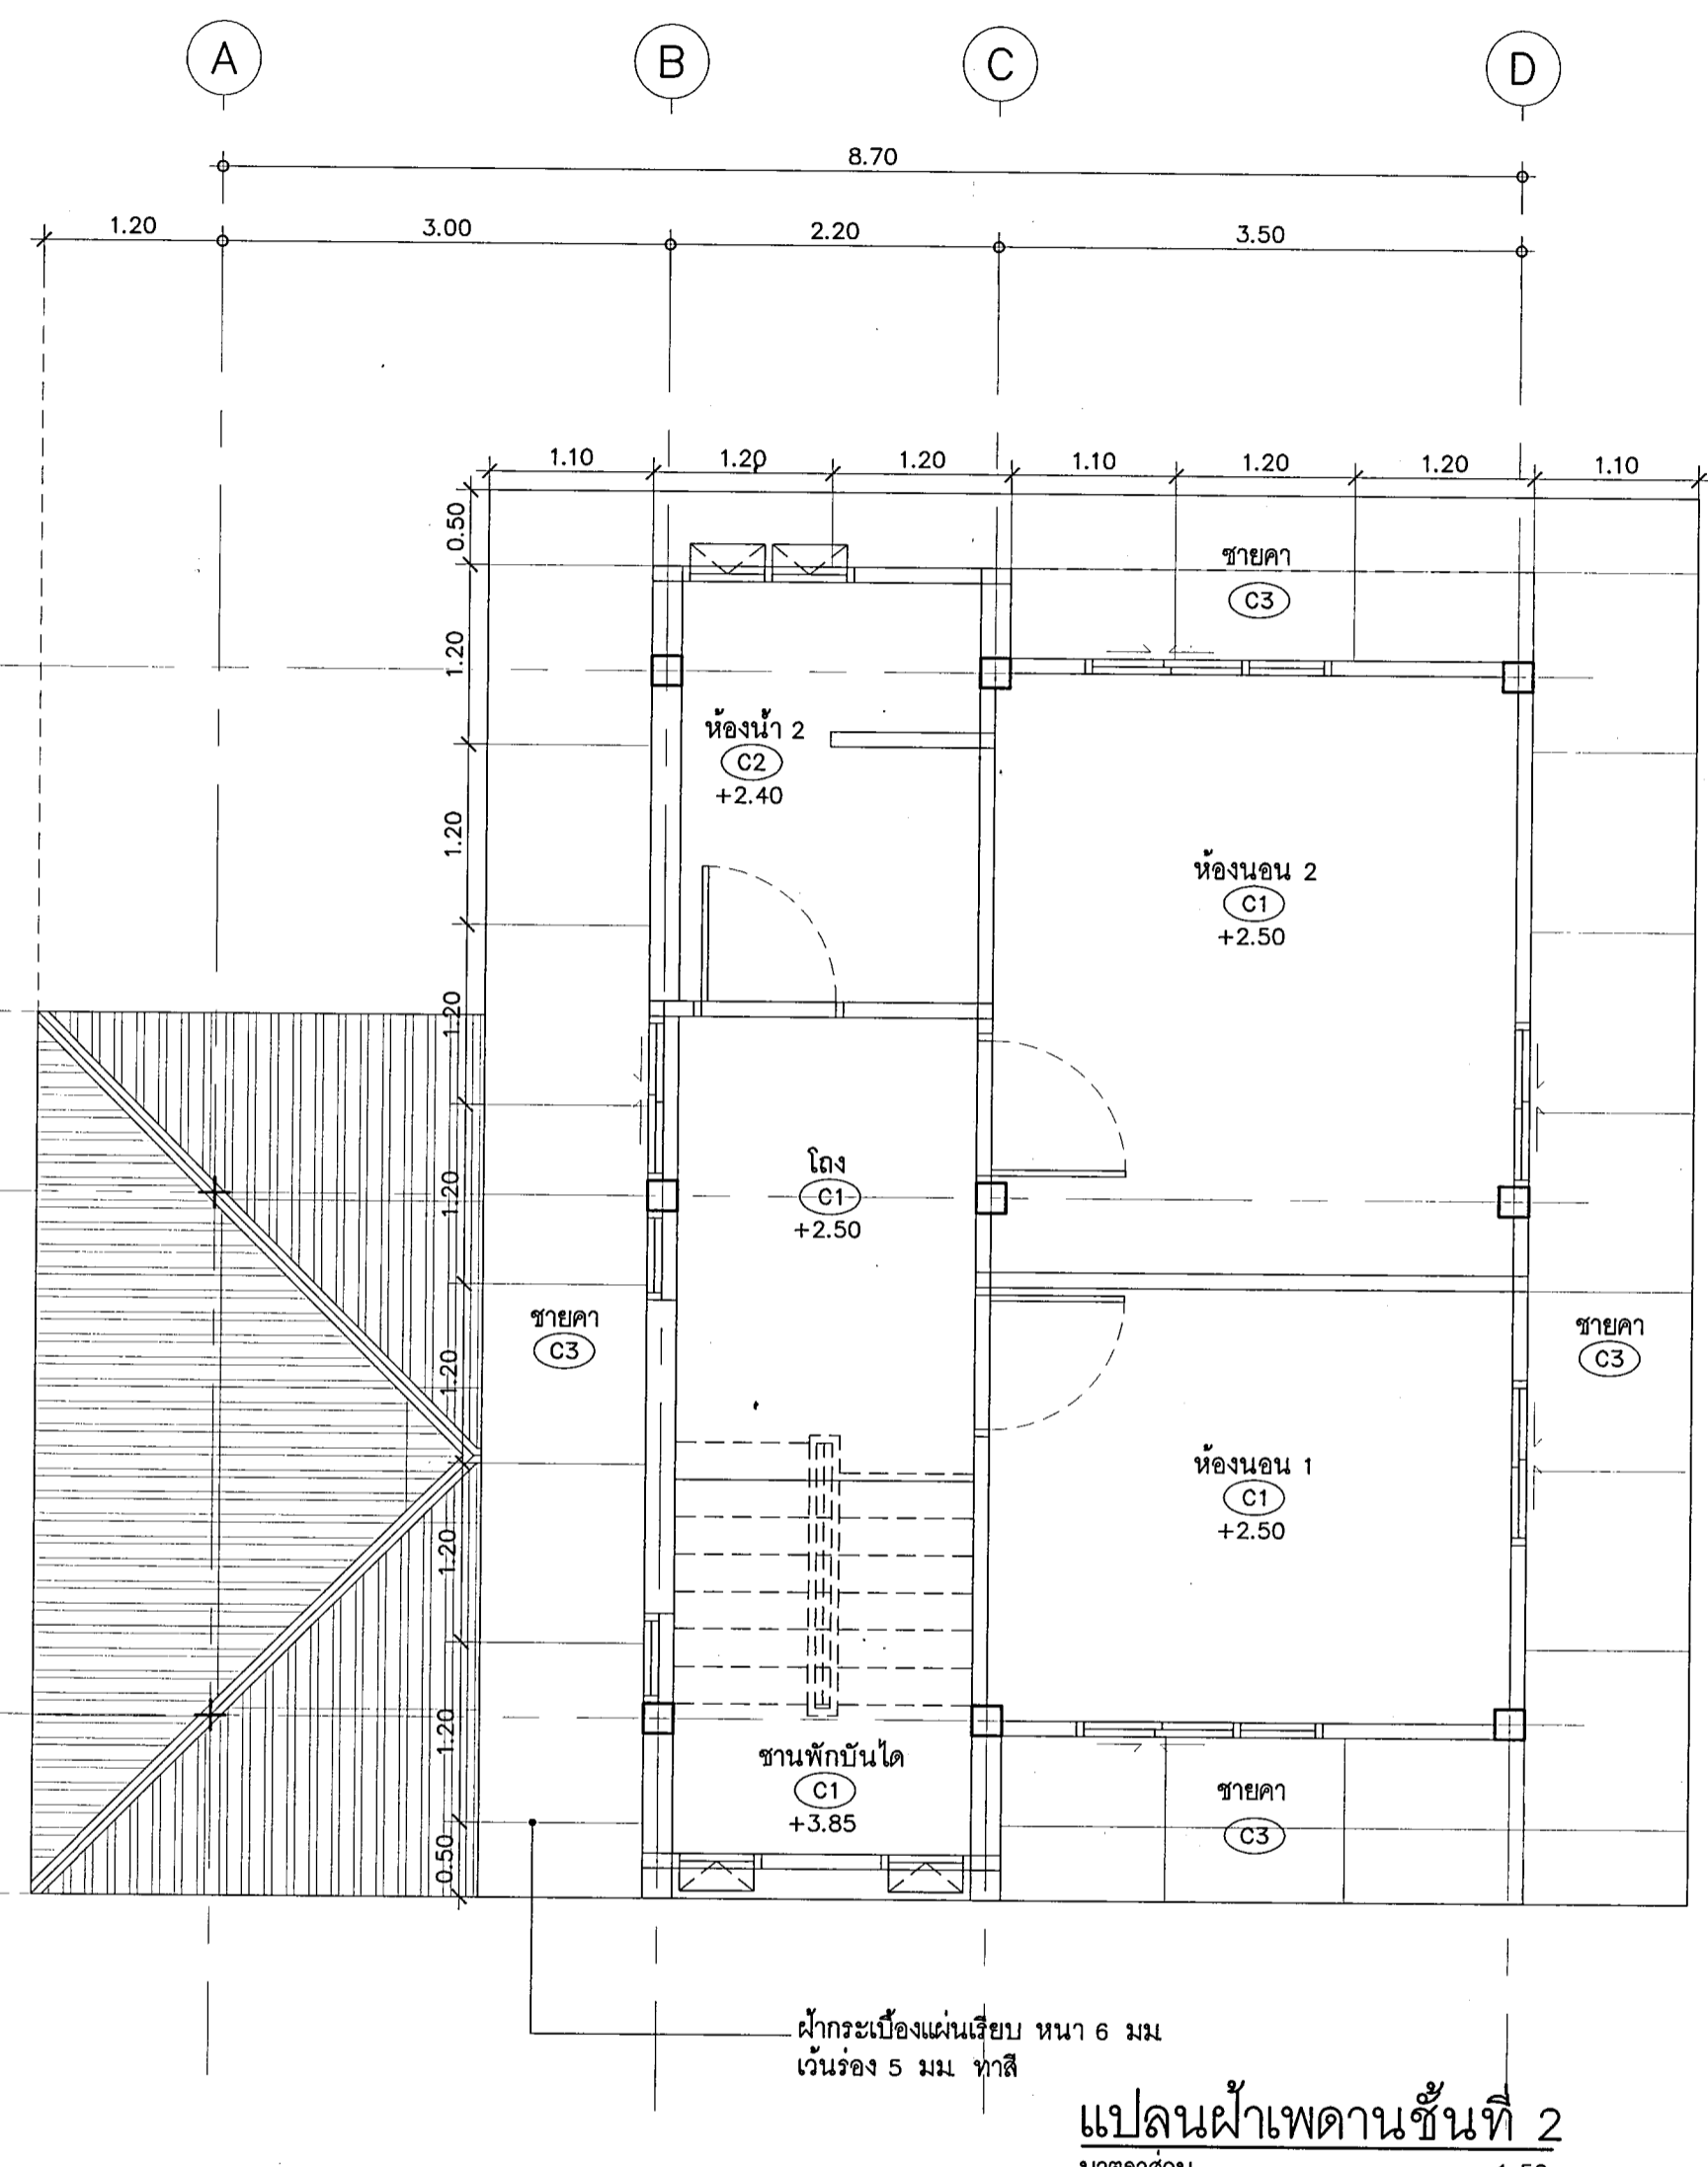 A B C D
8.70
1.20 3.00 2.20 3.50
1.10 1.20 1.20 1.10 1.20 1.20 1.10
0.50
ชายคา
C3
1.20
ห้องน้ำ 2
C2
+2.40
1.20
ห้องนอน 2
C1
+2.50
1.20
โถง
C1
+2.50
1.20
ชายคา
C3
ชายคา
C3
1.20
ห้องนอน 1
C1
+2.50
1.20
1.20
ชานพักบันได
C1
+3.85
ชายคา
C3
0.50
ฝ้ากระเบื้องแผ่นเรียบ หนา 6 มม.
เว้นร่อง 5 มม. ทาสี
แปลนฝ้าเพดานชั้นที่ 2